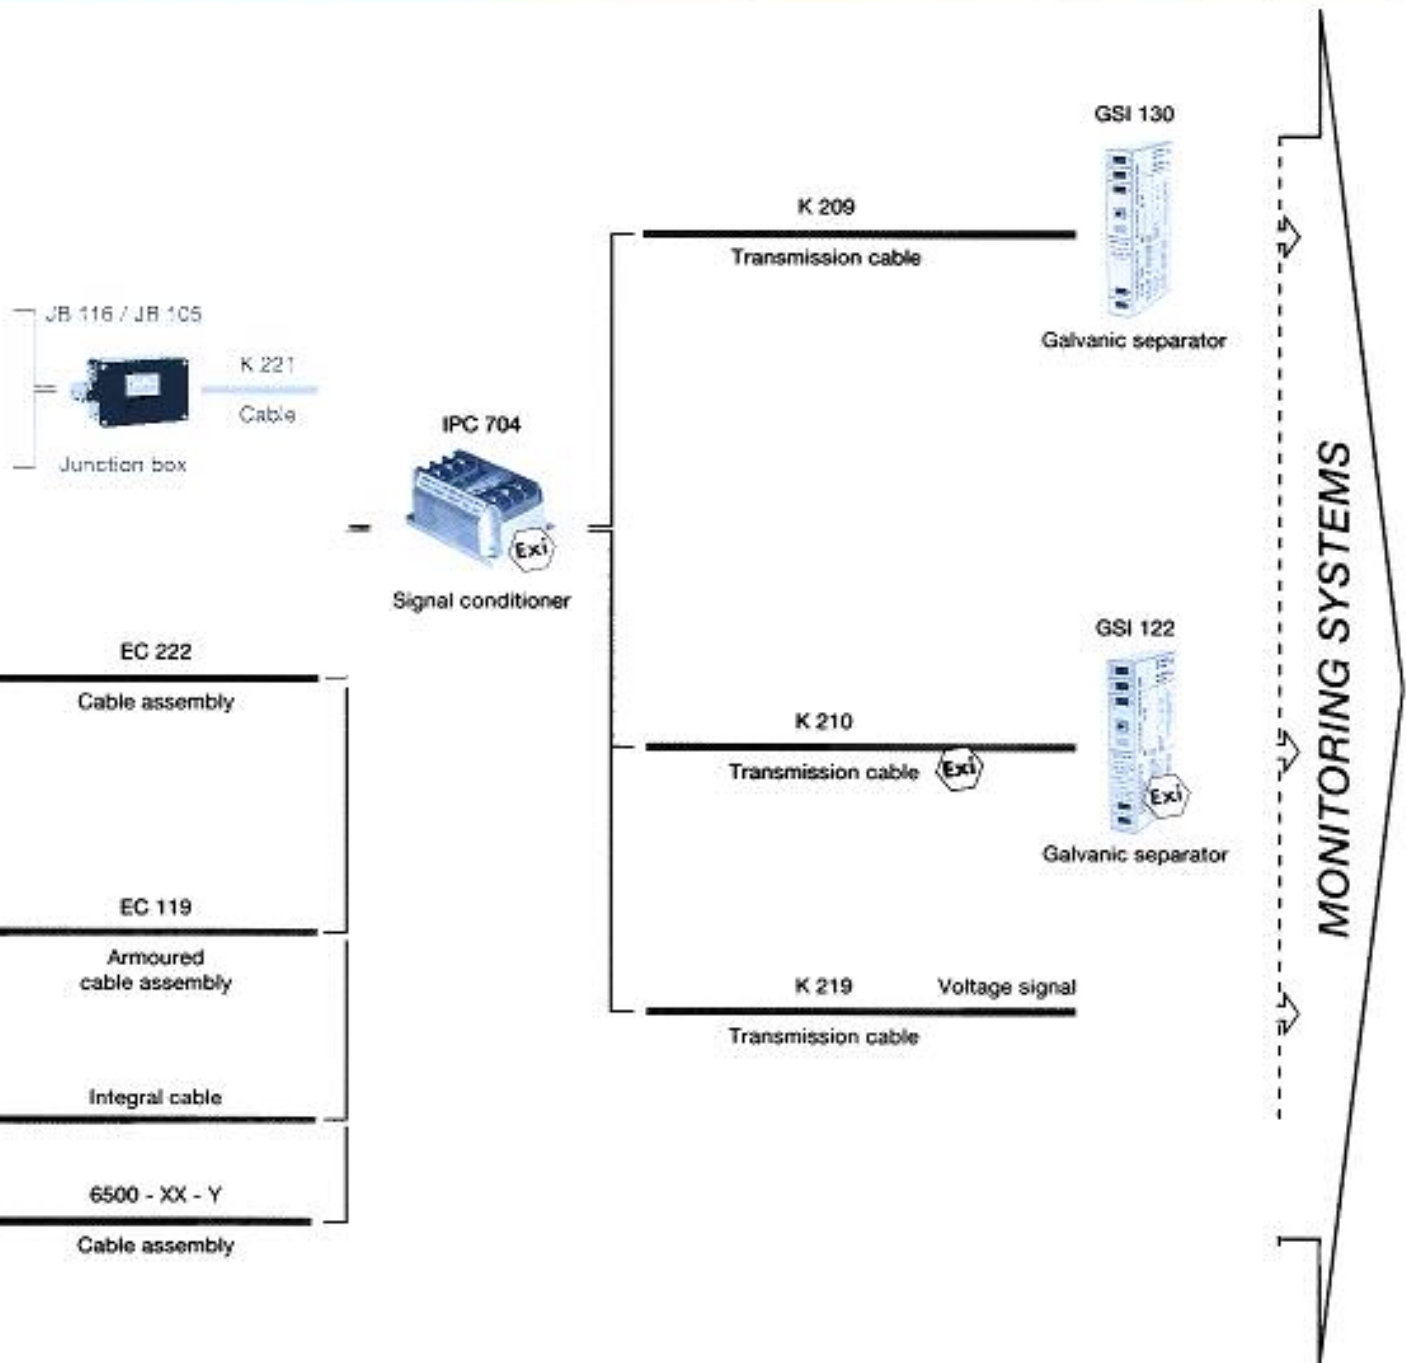 GSI 130
K 209
Transmission cable
Galvanic separator
JB 116 / JB 105
K 221
Cable
Junction box
IPC 704
Exi
Signal conditioner
MONITORING SYSTEMS
GSI 122
EC 222
Cable assembly
K 210
Transmission cable
Exi
Exi
Galvanic separator
EC 119
Armoured
cable assembly
K 219
Voltage signal
Transmission cable
Integral cable
6500 - XX - Y
Cable assembly